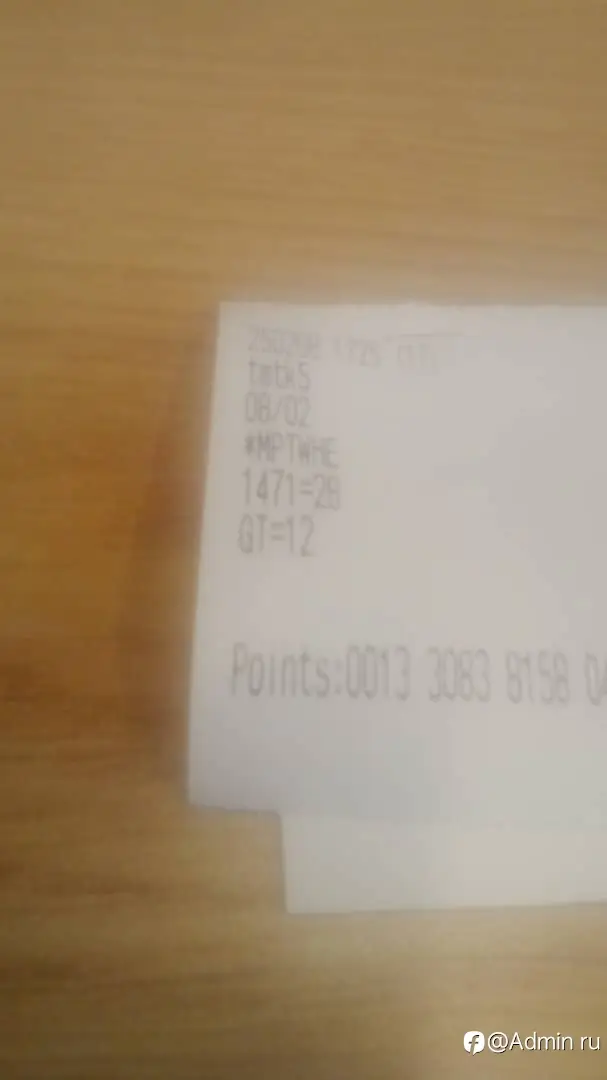 tmtk5
08/02
*MPTWHE
1471=28
GT=12
Points:0013 3083 8158
@Admin ru